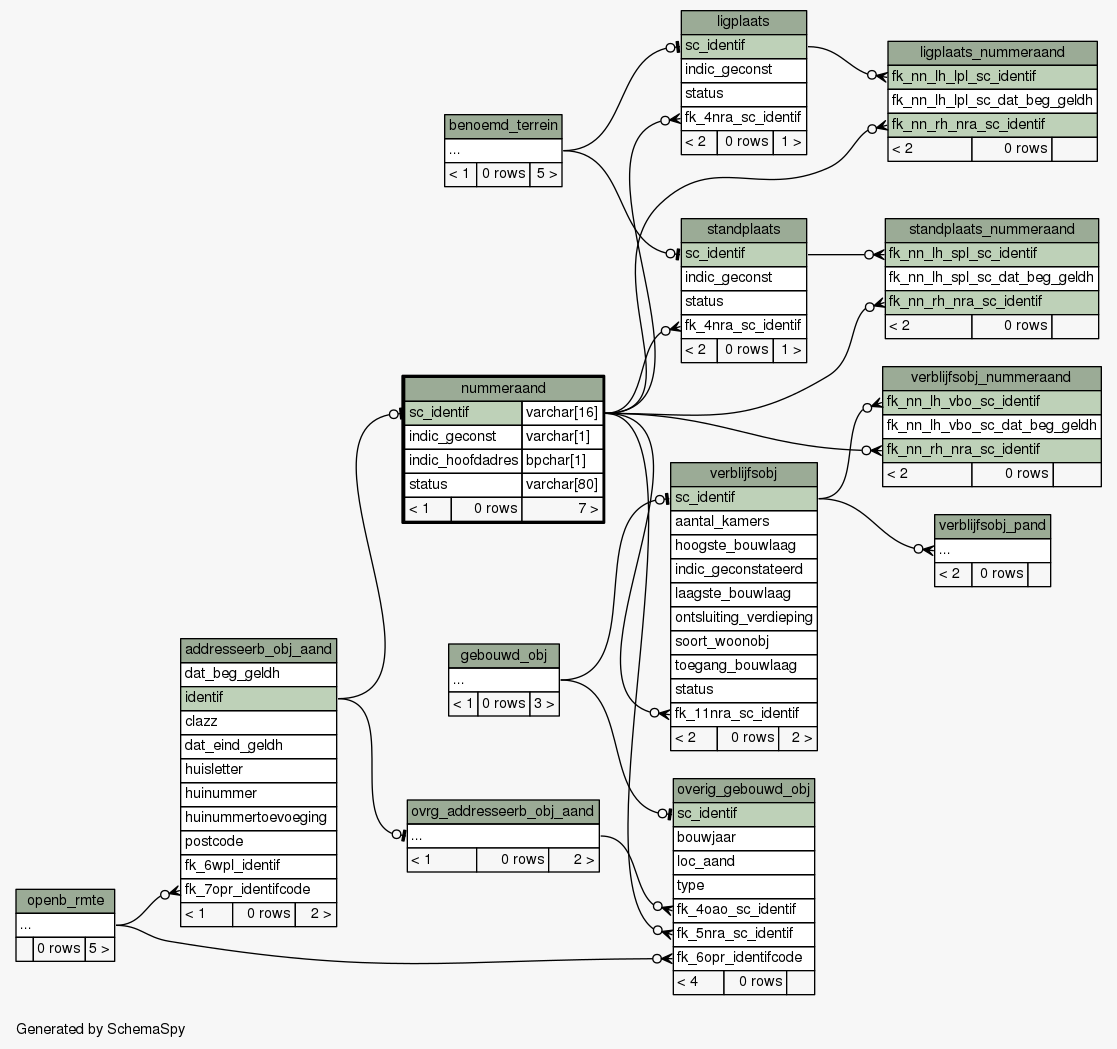 ligplaats
sc_identif
indic_geconst
status
fk_4nra_sc_identif
< 2 0 rows 1 >
ligplaats_nummeraand
fk_nn_lh_lpl_sc_identif
fk_nn_lh_lpl_sc_dat_beg_geldh
fk_nn_rh_nra_sc_identif
< 2 0 rows
benoemd_terrein
...
< 1 0 rows 5 >
standplaats
sc_identif
indic_geconst
status
fk_4nra_sc_identif
< 2 0 rows 1 >
standplaats_nummeraand
fk_nn_lh_spl_sc_identif
fk_nn_lh_spl_sc_dat_beg_geldh
fk_nn_rh_nra_sc_identif
< 2 0 rows
nummeraand
sc_identif varchar[16]
indic_geconst varchar[1]
indic_hoofdadres bpchar[1]
status varchar[80]
< 1 0 rows 7 >
verblijfsobj_nummeraand
fk_nn_lh_vbo_sc_identif
fk_nn_lh_vbo_sc_dat_beg_geldh
fk_nn_rh_nra_sc_identif
< 2 0 rows
verblijfsobj
sc_identif
aantal_kamers
hoogste_bouwlaag
indic_geconstateerd
laagste_bouwlaag
ontsluiting_verdieping
soort_woonobj
toegang_bouwlaag
status
fk_11nra_sc_identif
< 2 0 rows 2 >
verblijfsobj_pand
...
< 2 0 rows
addresseerb_obj_aand
dat_beg_geldh
identif
clazz
dat_eind_geldh
huisletter
huinummer
huinummertoevoeging
postcode
fk_6wpl_identif
fk_7opr_identifcode
< 1 0 rows 2 >
gebouwd_obj
...
< 1 0 rows 3 >
ovrg_addresseerb_obj_aand
...
< 1 0 rows 2 >
overig_gebouwd_obj
sc_identif
bouwjaar
loc_aand
type
fk_4oao_sc_identif
fk_5nra_sc_identif
fk_6opr_identifcode
< 4 0 rows
openb_rmte
...
0 rows 5 >
Generated by SchemaSpy